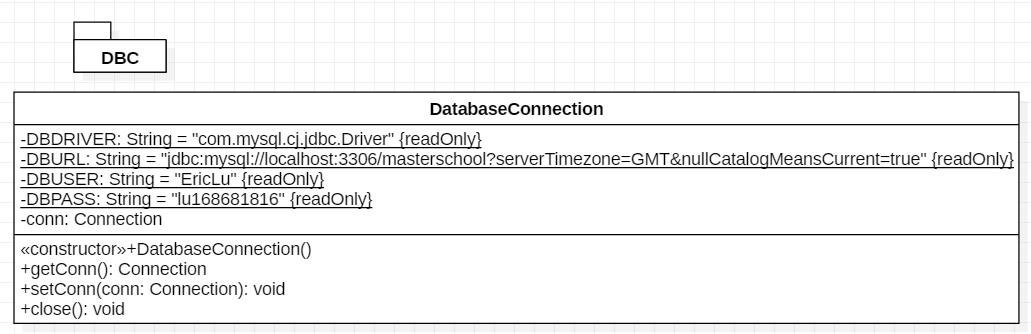 DBC
DatabaseConnection
-DBDRIVER: String = "com.mysql.cj.jdbc.Driver" {readOnly}
-DBURL: String = "jdbc:mysql://localhost:3306/masterschool?serverTimezone=GMT&nullCatalogMeansCurrent=true" {readOnly}
-DBUSER: String = "EricLu" {readOnly}
-DBPASS: String = "lu168681816" {readOnly}
-conn: Connection
«constructor»+DatabaseConnection()
+getConn(): Connection
+setConn(conn: Connection): void
+close(): void